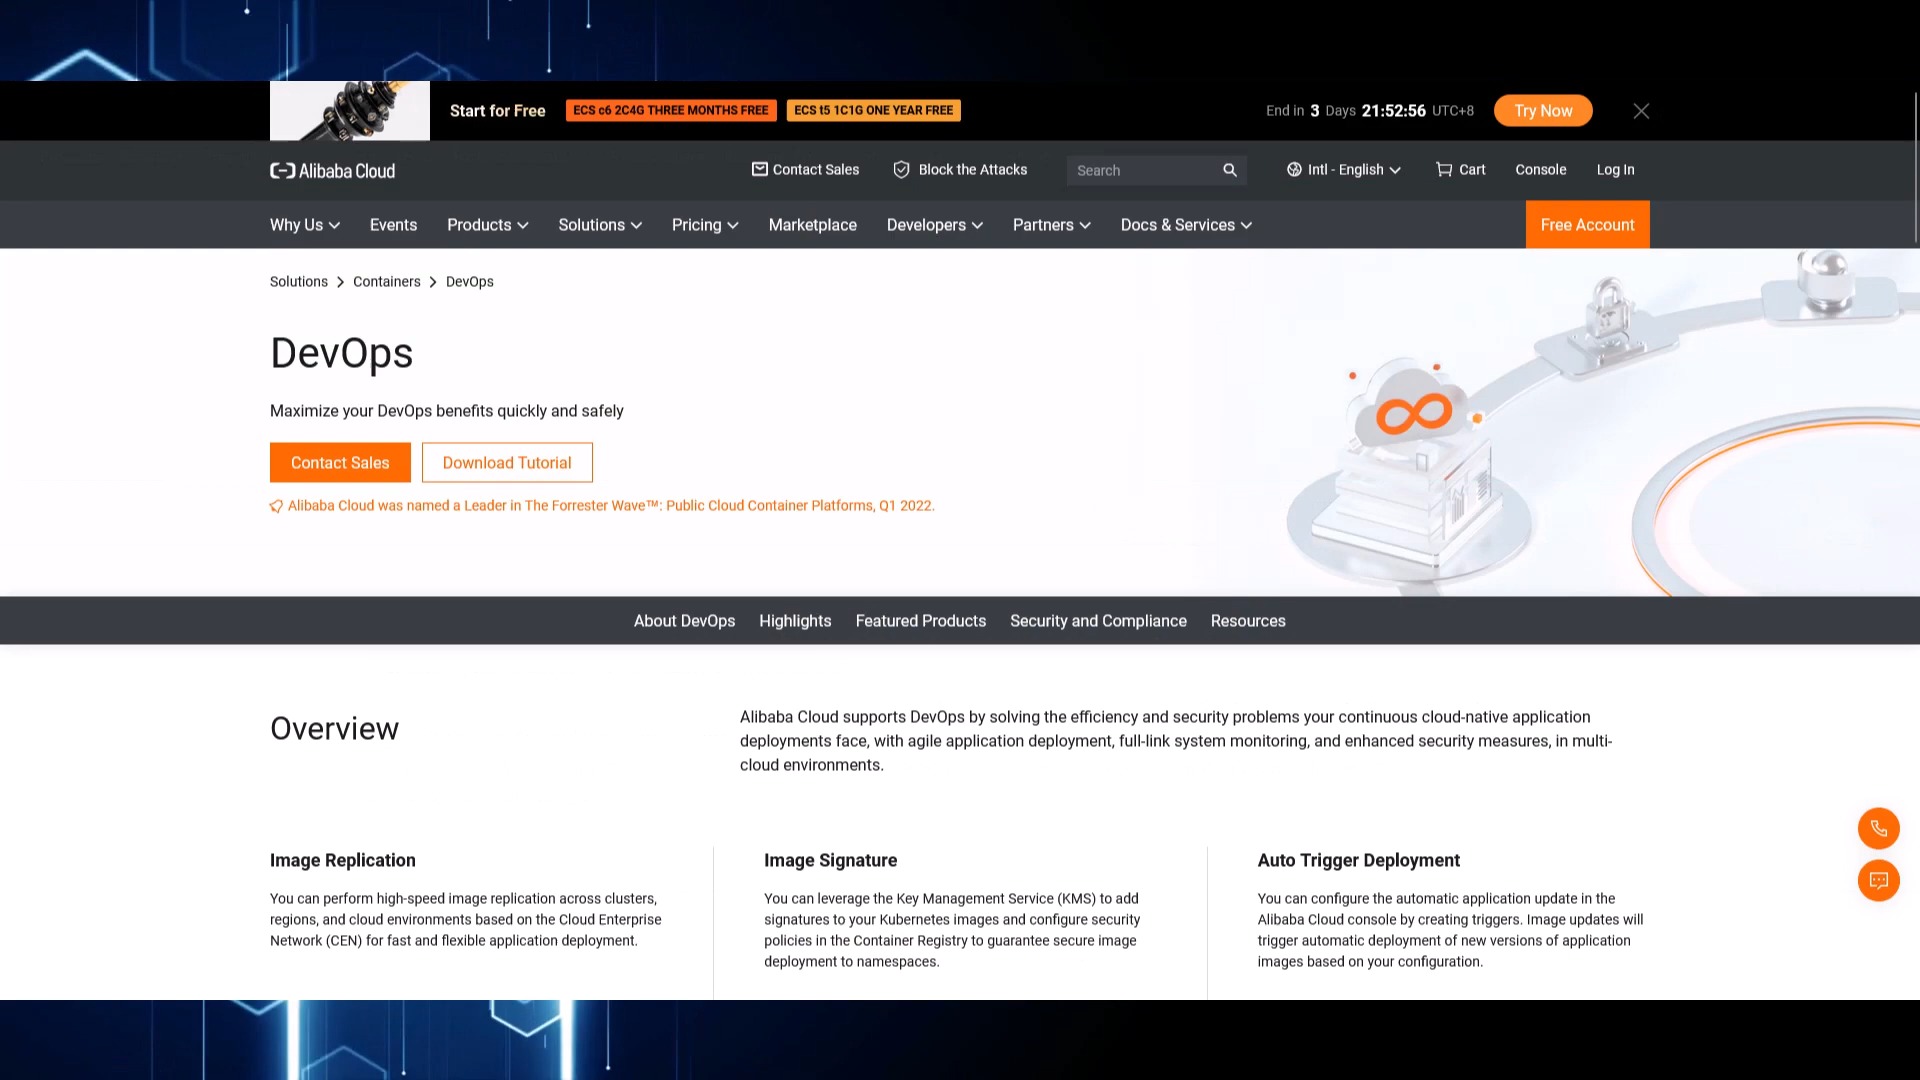 Start for Free ECS c6 2C4G THREE MONTHS FREE ECS t5 1C1G ONE YEAR FREE End in 3 Days 21:52:56 UTC+8 Try Now
Alibaba Cloud Contact Sales Block the Attacks Search Intl - English Cart Console Log In
Why Us Events Products Solutions Pricing Marketplace Developers Partners Docs & Services Free Account
Solutions > Containers > DevOps
DevOps
Maximize your DevOps benefits quickly and safely
Contact Sales Download Tutorial
Alibaba Cloud was named a Leader in The Forrester Wave™: Public Cloud Container Platforms, Q1 2022.
About DevOps Highlights Featured Products Security and Compliance Resources
Overview
Alibaba Cloud supports DevOps by solving the efficiency and security problems your continuous cloud-native application
deployments face, with agile application deployment, full-link system monitoring, and enhanced security measures, in multi-
cloud environments.
Image Replication
You can perform high-speed image replication across clusters,
regions, and cloud environments based on the Cloud Enterprise
Network (CEN) for fast and flexible application deployment.
Image Signature
You can leverage the Key Management Service (KMS) to add
signatures to your Kubernetes images and configure security
policies in the Container Registry to guarantee secure image
deployment to namespaces.
Auto Trigger Deployment
You can configure the automatic application update in the
Alibaba Cloud console by creating triggers. Image updates will
trigger automatic deployment of new versions of application
images based on your configuration.